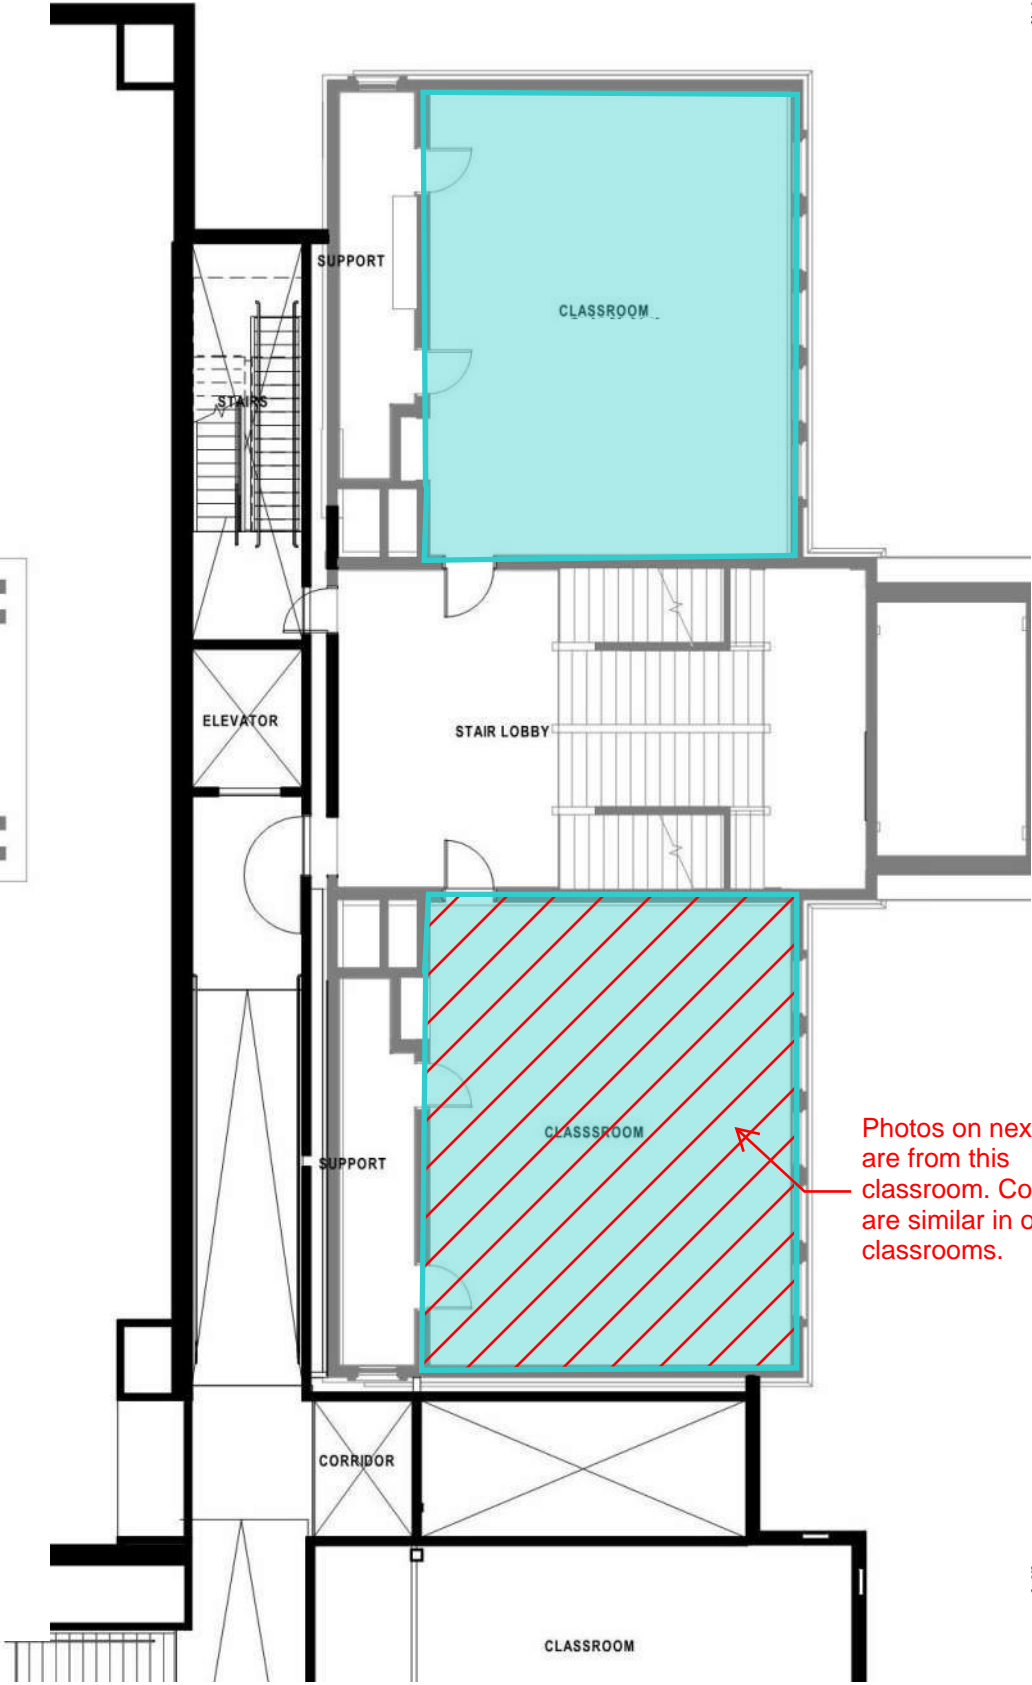 SUPPORT
CLASSROOM
STAIRS
ELEVATOR
STAIR LOBBY
Photos on nex
are from this
CLASSSROOM
SUPPORT
classroom. Co
are similar in o
classrooms.
CORRIDOR
CLASSROOM